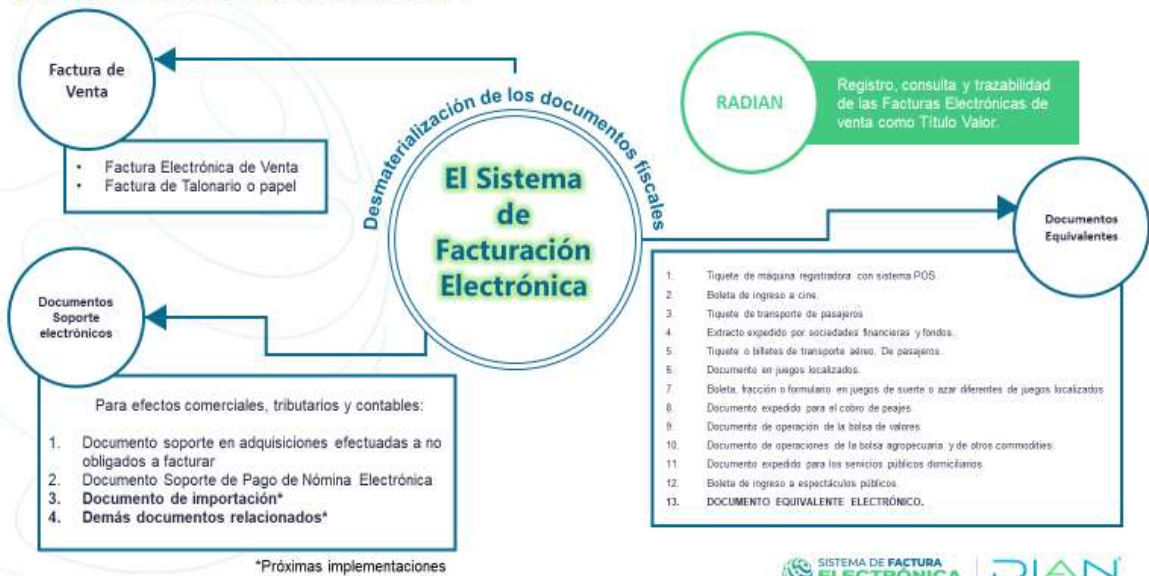 Factura de
Venta
• Factura Electrónica de Venta
• Factura de Talonario o papel
Desmaterialización de los documentos fiscales
El Sistema
de
Facturación
Electrónica
RADIAN
Registro, consulta y trazabilidad
de las Facturas Electrónicas de
venta como Título Valor.
Documentos
Equivalentes
1. Tiquete de máquina registradora con sistema POS
2. Boleta de ingreso a cine.
3. Tiquete de transporte de pasajeros
4. Extracto expedido por sociedades financieras y fondos.
5. Tiquete o billetes de transporte aéreo. De pasajeros.
6. Documento en juegos localizados.
7. Boleta, fracción o formulario en juegos de suerte o azar diferentes de juegos localizados
8. Documento expedido para el cobro de peajes.
9. Documento de operación de la bolsa de valores
10. Documento de operaciones de la bolsa agropecuaria y de otros commodities.
11. Documento expedido para los servicios públicos domiciliarios
12. Boleta de ingreso a espectáculos públicos.
13. DOCUMENTO EQUIVALENTE ELECTRÓNICO.
Documentos
Soporte
electrónicos
Para efectos comerciales, tributarios y contables:
1. Documento soporte en adquisiciones efectuadas a no
obligados a facturar
2. Documento Soporte de Pago de Nómina Electrónica
3. Documento de importación*
4. Demás documentos relacionados*
*Próximas implementaciones
SISTEMA DE FACTURA
ELECTRÓNICA
DIAN